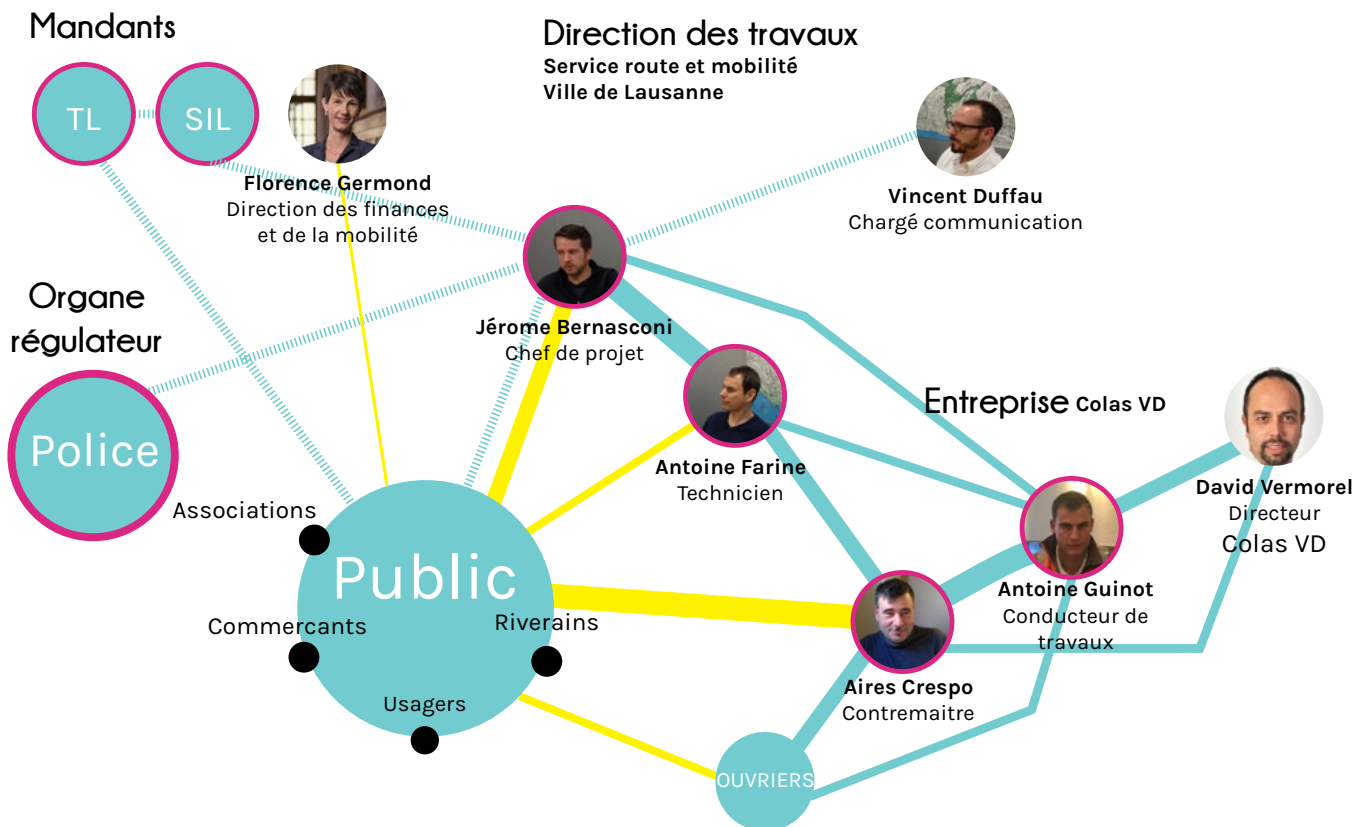 Mandants
TL
SIL
Florence Germond
Direction des finances
et de la mobilité
Direction des travaux
Service route et mobilité
Ville de Lausanne
Vincent Duffau
Chargé communication
Organe
régulateur
Police
Jérome Bernasconi
Chef de projet
Antoine Farine
Technicien
Entreprise Colas VD
David Vermorel
Directeur
Colas VD
Antoine Guinot
Conducteur de
travaux
Associations
Public
Commercants
Riverains
Usagers
Aires Crespo
Contremaitre
OUVRIERS